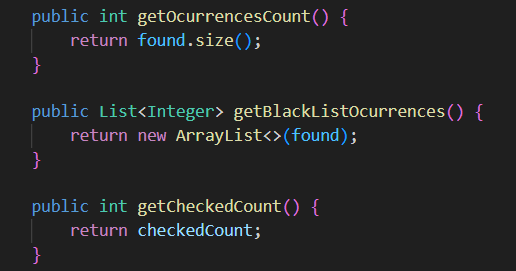 public int getOcurrencesCount() {
    return found.size();
}

public List<Integer> getBlackListOcurrences() {
    return new ArrayList<>(found);
}

public int getCheckedCount() {
    return checkedCount;
}